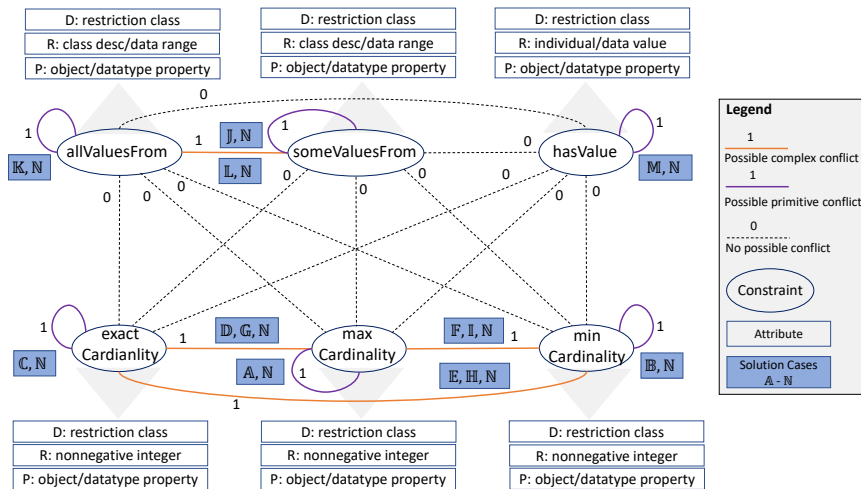 D: restriction class
R: class desc/data range
P: object/datatype property
D: restriction class
R: class desc/data range
P: object/datatype property
D: restriction class
R: individual/data value
P: object/datatype property
0
1
allValuesFrom
𝕂, ℕ
1
𝕁, ℕ
𝕃, ℕ
1
someValuesFrom
0
0
hasValue
1
𝕄, ℕ
0
0
0
0
0
0
0
0
0
0
1
exact
Cardianlity
ℂ, ℕ
1
𝔻, 𝔾, ℕ
𝔸, ℕ
1
max
Cardinality
𝔽, 𝕀, ℕ
1
𝔼, ℍ, ℕ
min
Cardinality
1
𝔹, ℕ
1
D: restriction class
R: nonnegative integer
P: object/datatype property
D: restriction class
R: nonnegative integer
P: object/datatype property
D: restriction class
R: nonnegative integer
P: object/datatype property
Legend
1
Possible complex conflict
1
Possible primitive conflict
0
No possible conflict
Constraint
Attribute
Solution Cases
𝔸 - ℕ